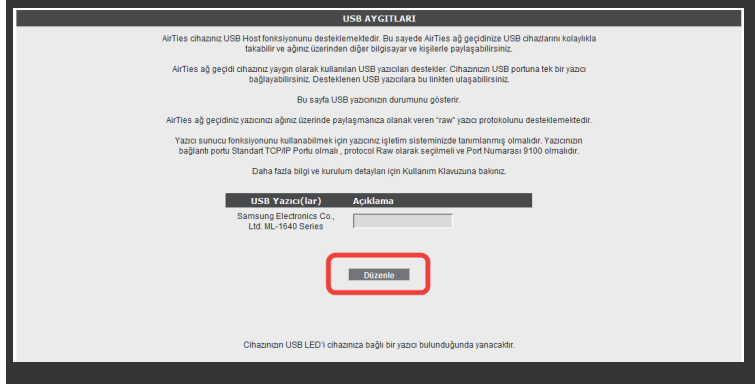 USB AYGITLARI
AirTies cihazınız USB Host fonksiyonunu desteklemektedir. Bu sayede AirTies ağ geçidinize USB cihazlarını kolaylıkla
takabilir ve ağınız üzerinden diğer bilgisayar ve kişilerle paylaşabilirsiniz.
AirTies ağ geçidi cihazınız yaygın olarak kullanılan USB yazıcıları destekler. Cihazınızın USB portuna tek bir yazıcı
bağlayabilirsiniz. Desteklenen USB yazıcılara bu linkten ulaşabilirsiniz.
Bu sayfa USB yazıcınızın durumunu gösterir.
AirTies ağ geçidiniz yazıcınızı ağınız üzerinde paylaşmanıza olanak veren "raw" yazıcı protokolunu desteklemektedir.
Yazıcı sunucu fonksiyonunu kullanabilmek için yazıcınız işletim sisteminizde tanımlanmış olmalıdır. Yazıcınızın
bağlantı portu Standart TCP/IP Portu olmalı , protocol Raw olarak seçilmeli ve Port Numarası 9100 olmalıdır.
Daha fazla bilgi ve kurulum detayları için Kullanım Klavuzuna bakınız.
USB Yazıcı(lar) Açıklama
Samsung Electronics Co.,
Ltd. ML-1640 Series
Düzenle
Cihazınızın USB LED'i cihazınıza bağlı bir yazıcı bulunduğunda yanacaktır.